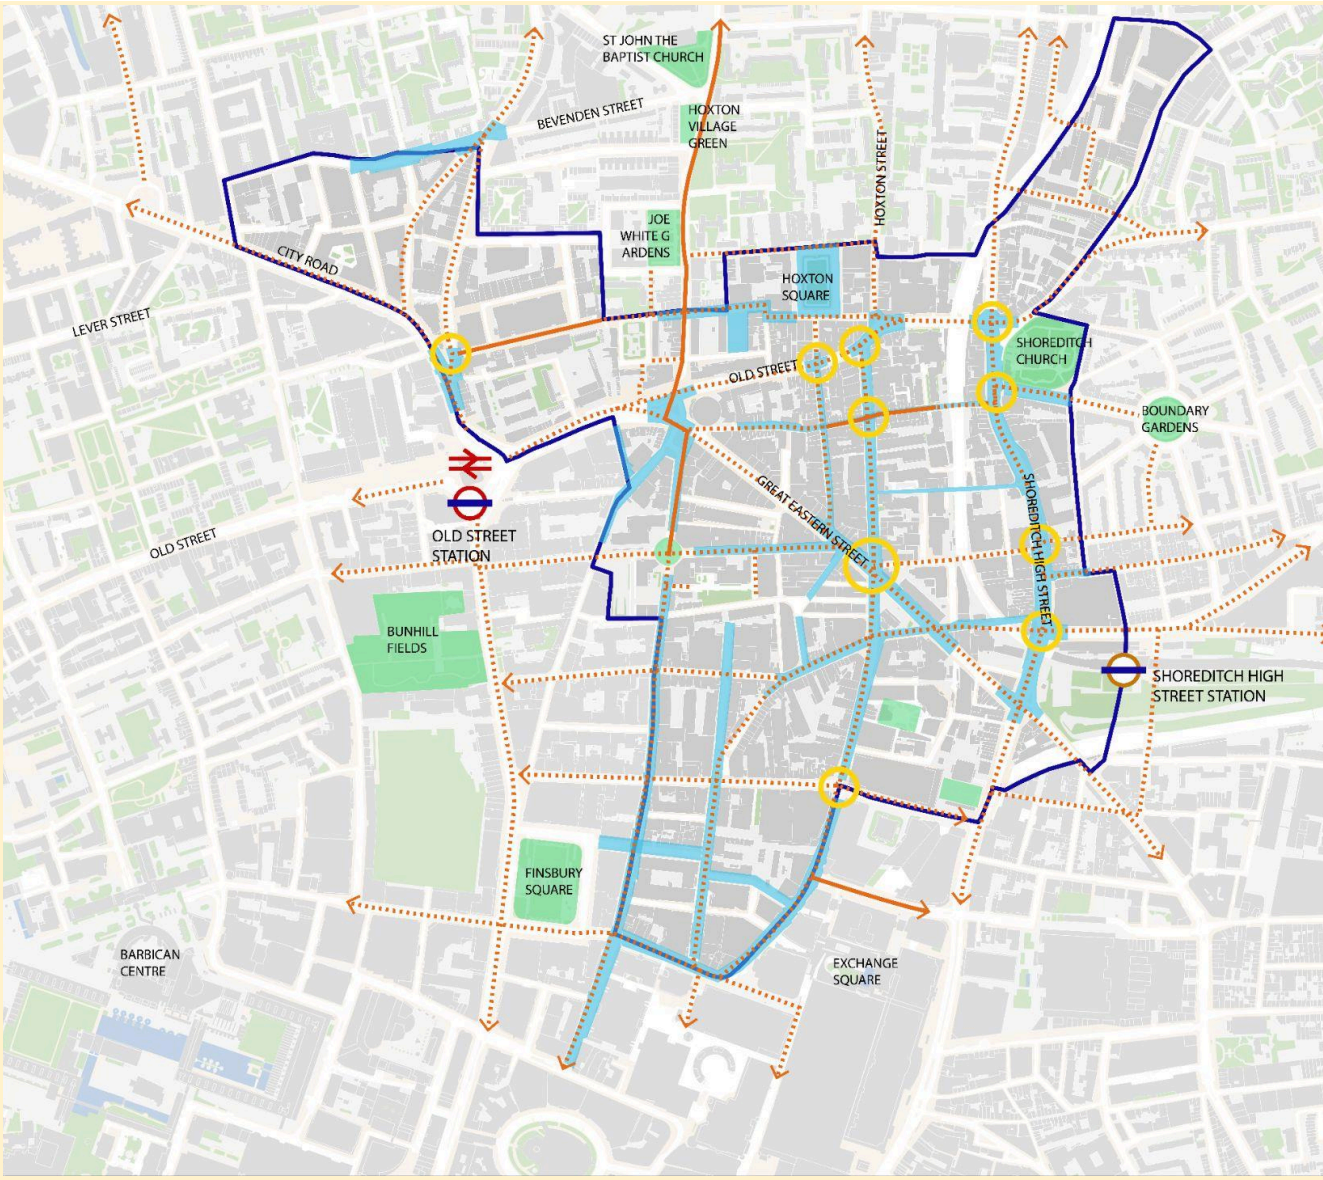 ST JOHN THE
BAPTIST CHURCH
BEVENDEN STREET
HOXTON
VILLAGE
GREEN
HOXTON STREET
JOE
WHITE G
ARDENS
CITY ROAD
HOXTON
SQUARE
LEVER STREET
SHOREDITCH
CHURCH
OLD STREET
BOUNDARY
GARDENS
GREAT EASTERN STREET
SHOREDITCH HIGH STREET
OLD STREET
OLD STREET
STATION
BUNHILL
FIELDS
SHOREDITCH HIGH
STREET STATION
FINSBURY
SQUARE
BARBICAN
CENTRE
EXCHANGE
SQUARE